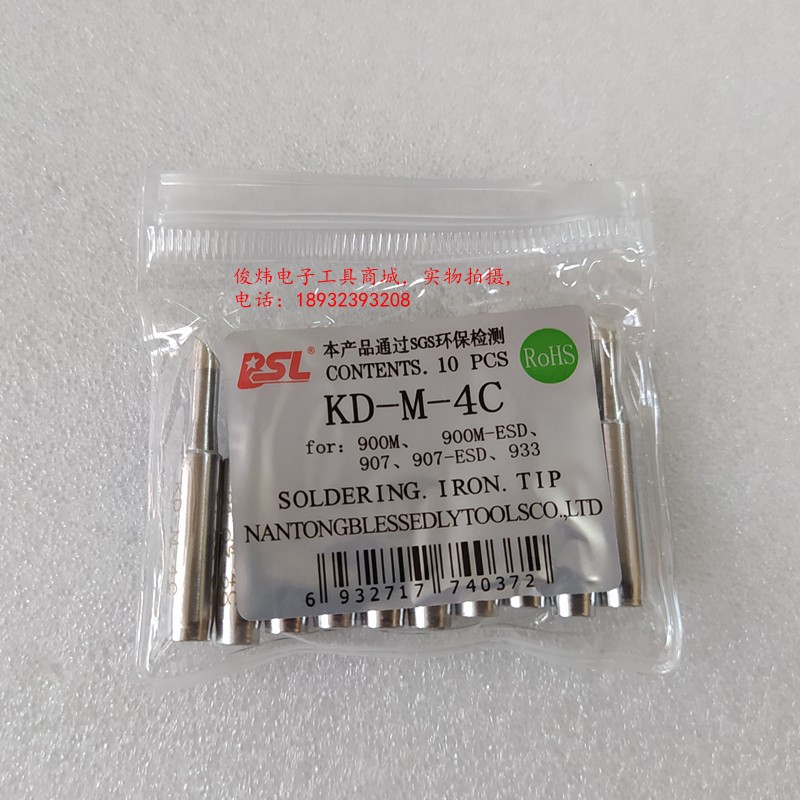 俊炜电子工具商城，实物拍摄，
电话：18932393208
BSL®
本产品通过SGS环保检测
CONTENTS. 10 PCS
RoHS
KD-M-4C
for: 900M、 900M-ESD、
907、907-ESD、933
SOLDERING. IRON. TIP
NANTONGBLESSEDLYTOOLSCO.,LTD
6 932717 740372